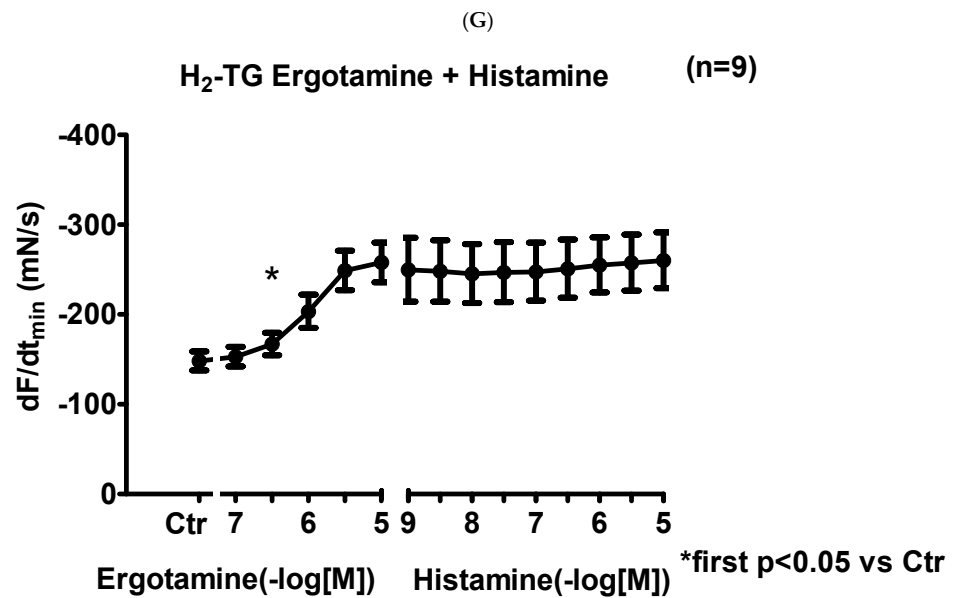 (G)
H₂-TG Ergotamine + Histamine (n=9)
dF/dtmin (mN/s)
-400
-300
-200
-100
0
*
Ctr 7 6 5 9 8 7 6 5
Ergotamine(-log[M]) Histamine(-log[M])
*first p<0.05 vs Ctr